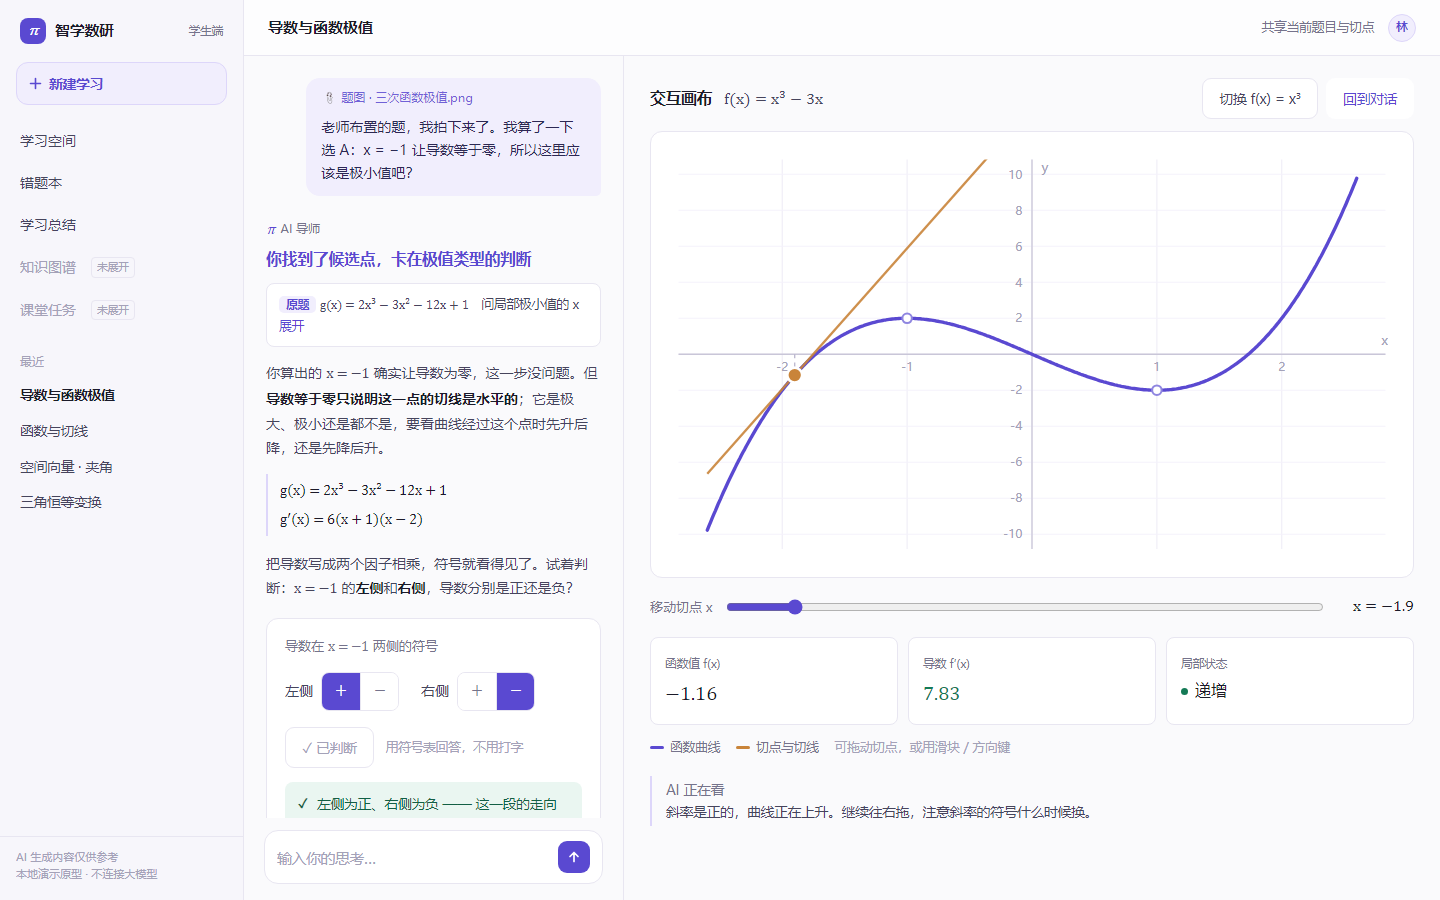 π 智学数研 学生端
+ 新建学习
学习空间
错题本
学习总结
知识图谱 未展开
课堂任务 未展开
最近
导数与函数极值
函数与切线
空间向量 · 夹角
三角恒等变换
AI 生成内容仅供参考
本地演示原型 · 不连接大模型
导数与函数极值
共享当前题目与切点 林
题图 · 三次函数极值.png
老师布置的题，我拍下来了。我算了一下
选 A：x = −1 让导数等于零，所以这里应
该是极小值吧？
π AI 导师
你找到了候选点，卡在极值类型的判断
原题 g(x) = 2x³ − 3x² − 12x + 1 问局部极小值的 x
展开
你算出的 x = −1 确实让导数为零，这一步没问题。但
导数等于零只说明这一点的切线是水平的；它是极
大、极小还是都不是，要看曲线经过这个点时先升后
降，还是先降后升。
g(x) = 2x³ − 3x² − 12x + 1
g′(x) = 6(x + 1)(x − 2)
把导数写成两个因子相乘，符号就看得见了。试着判
断：x = −1 的左侧和右侧，导数分别是正还是负？
导数在 x = −1 两侧的符号
左侧 + − 右侧 + −
✓ 已判断 用符号表回答，不用打字
✓ 左侧为正、右侧为负 —— 这一段的走向
输入你的思考...
↑
交互画布 f(x) = x³ − 3x
切换 f(x) = x³
回到对话
y
10
8
6
4
2
x
-2 -1 1 2
-2
-4
-6
-8
-10
移动切点 x x = −1.9
函数值 f(x)
−1.16
导数 f′(x)
7.83
局部状态
递增
函数曲线 切点与切线 可拖动切点，或用滑块 / 方向键
AI 正在看
斜率是正的，曲线正在上升。继续往右拖，注意斜率的符号什么时候换。